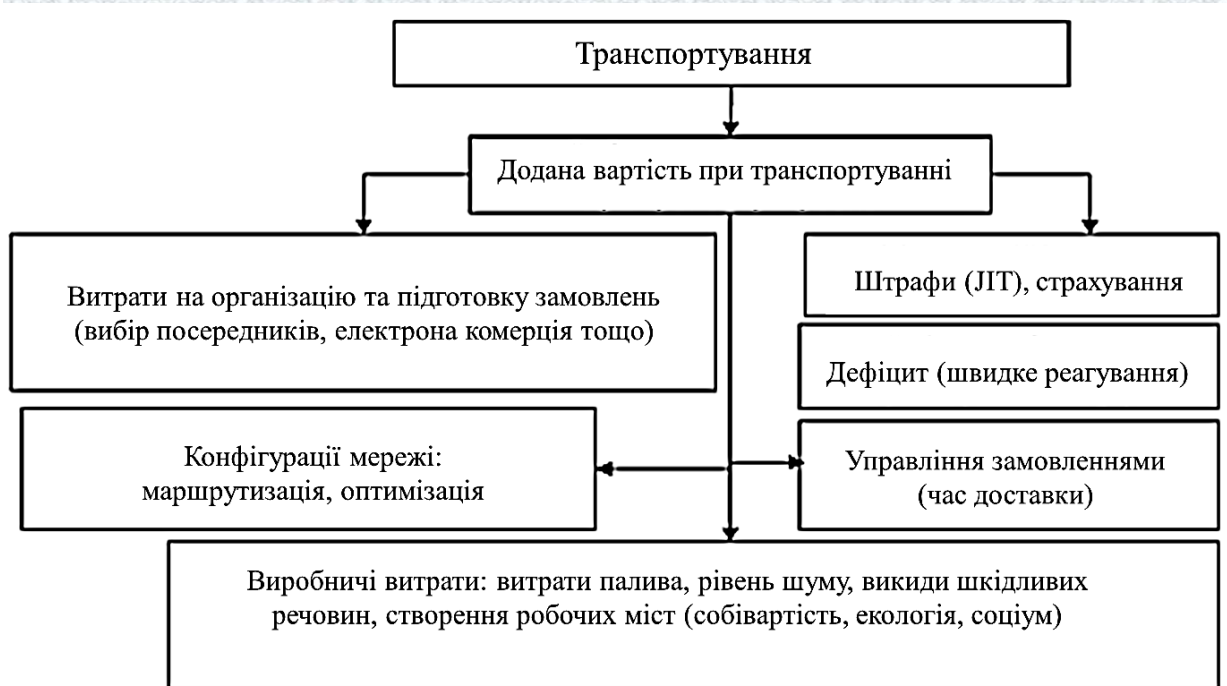 Транспортування
Додана вартість при транспортуванні
Витрати на організацію та підготовку замовлень
(вибір посередників, електрона комерція тощо)
Штрафи (JIT), страхування
Дефіцит (швидке реагування)
Конфігурації мережі:
маршрутизація, оптимізація
Управління замовленнями
(час доставки)
Виробничі витрати: витрати палива, рівень шуму, викиди шкідливих
речовин, створення робочих міст (собівартість, екологія, соціум)